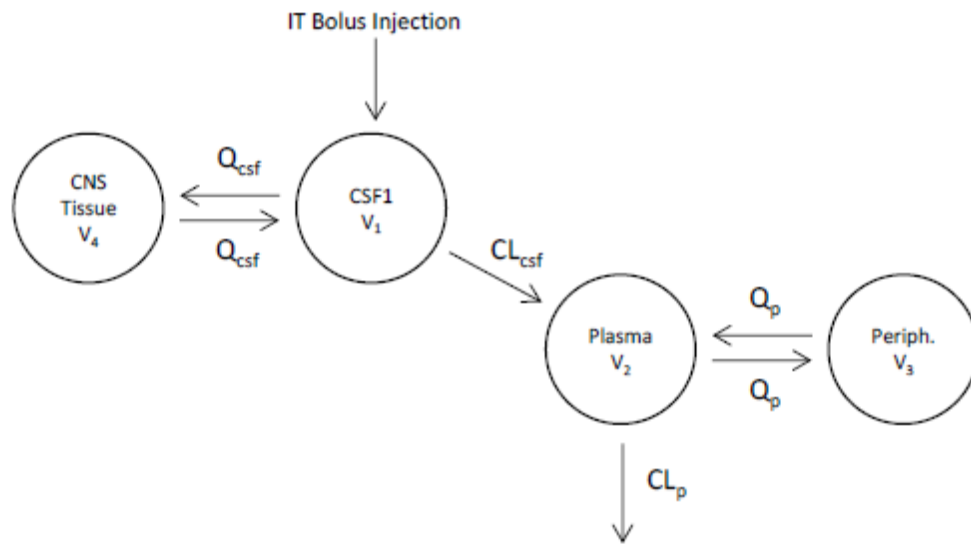 IT Bolus Injection
Q_csf
CNS
Tissue
V_4
CSF1
V_1
Q_csf
CL_csf
Q_p
Plasma
V_2
Periph.
V_3
Q_p
CL_p